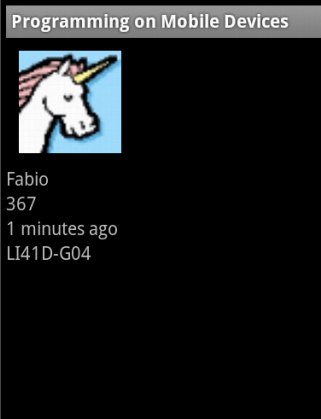 Programming on Mobile Devices
Fabio
367
1 minutes ago
LI41D-G04